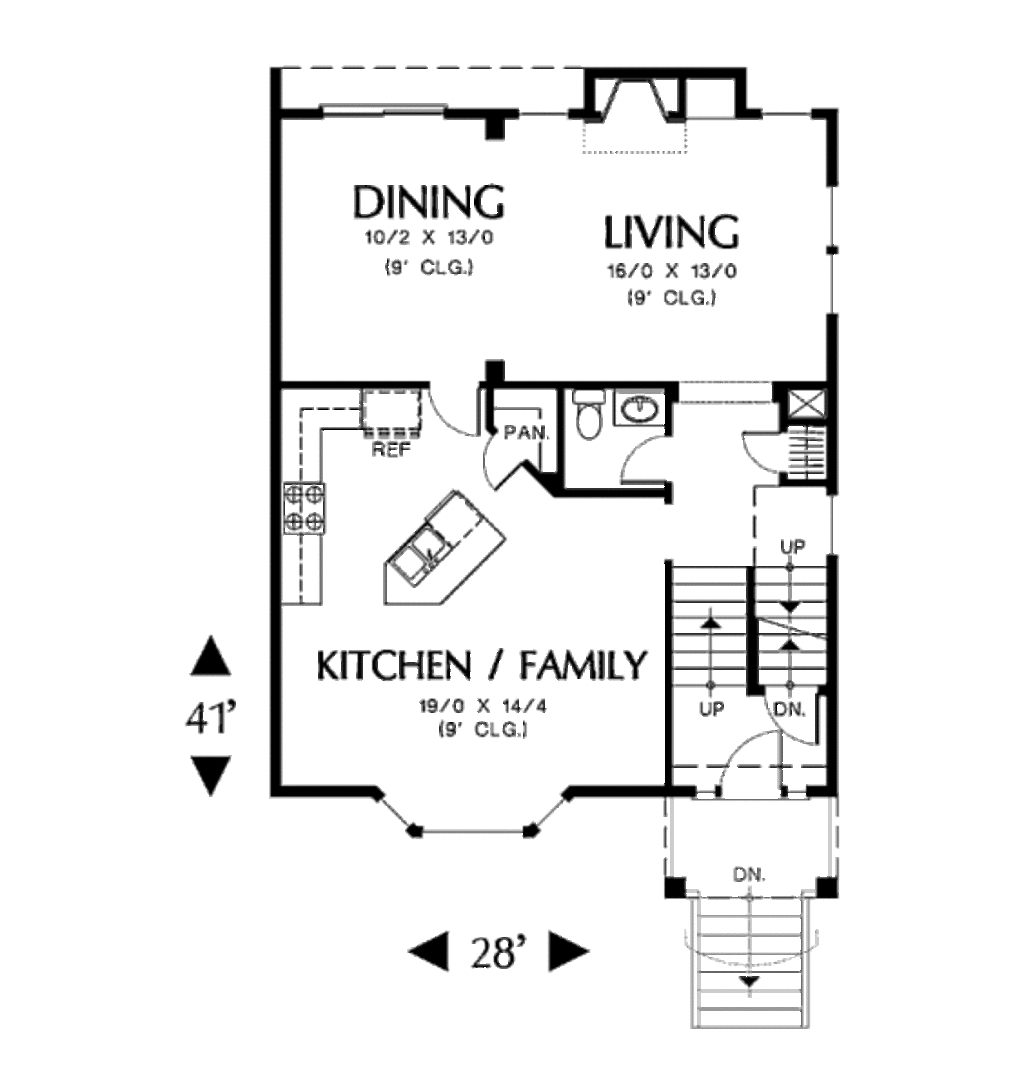 DINING
10/2 X 13/0
(9' CLG.)
LIVING
16/0 X 13/0
(9' CLG.)
REF
PAN.
UP
KITCHEN / FAMILY
19/0 X 14/4
(9' CLG.)
UP
DN.
41'
DN.
28'